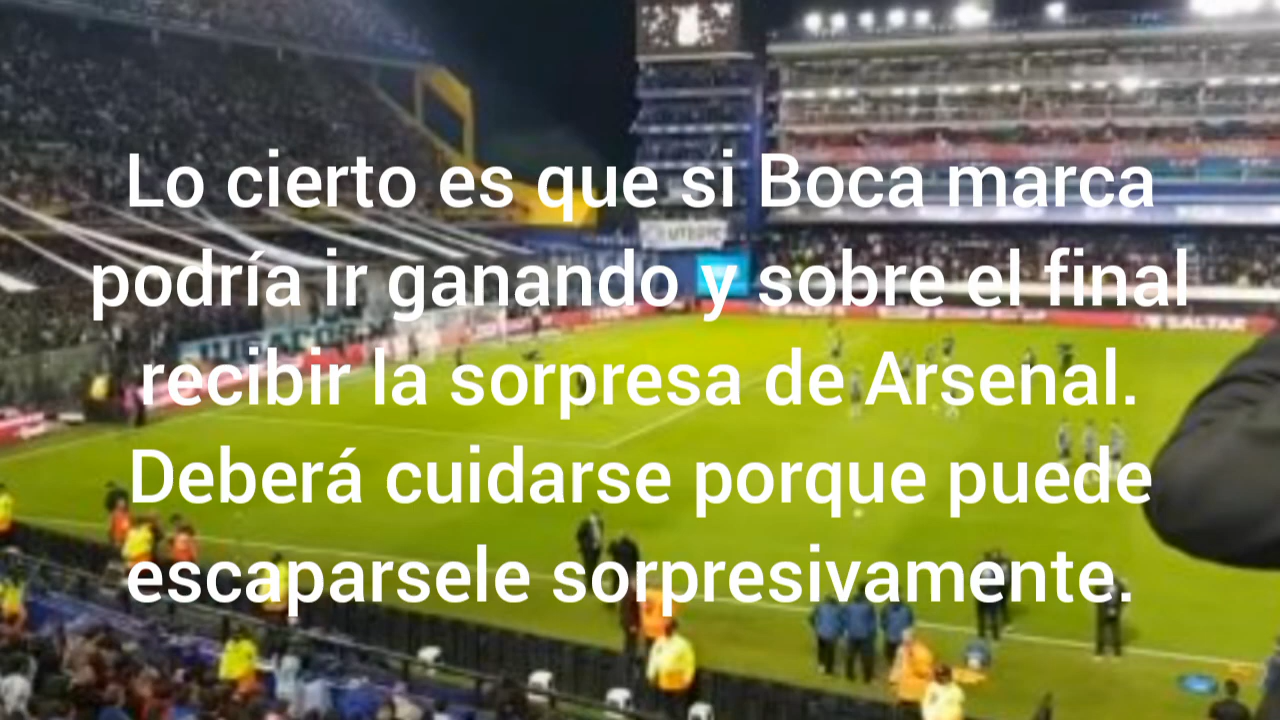 Lo cierto es que si Boca marca
podría ir ganando y sobre el final
recibir la sorpresa de Arsenal.
Deberá cuidarse porque puede
escaparsele sorpresivamente.
SALTAR